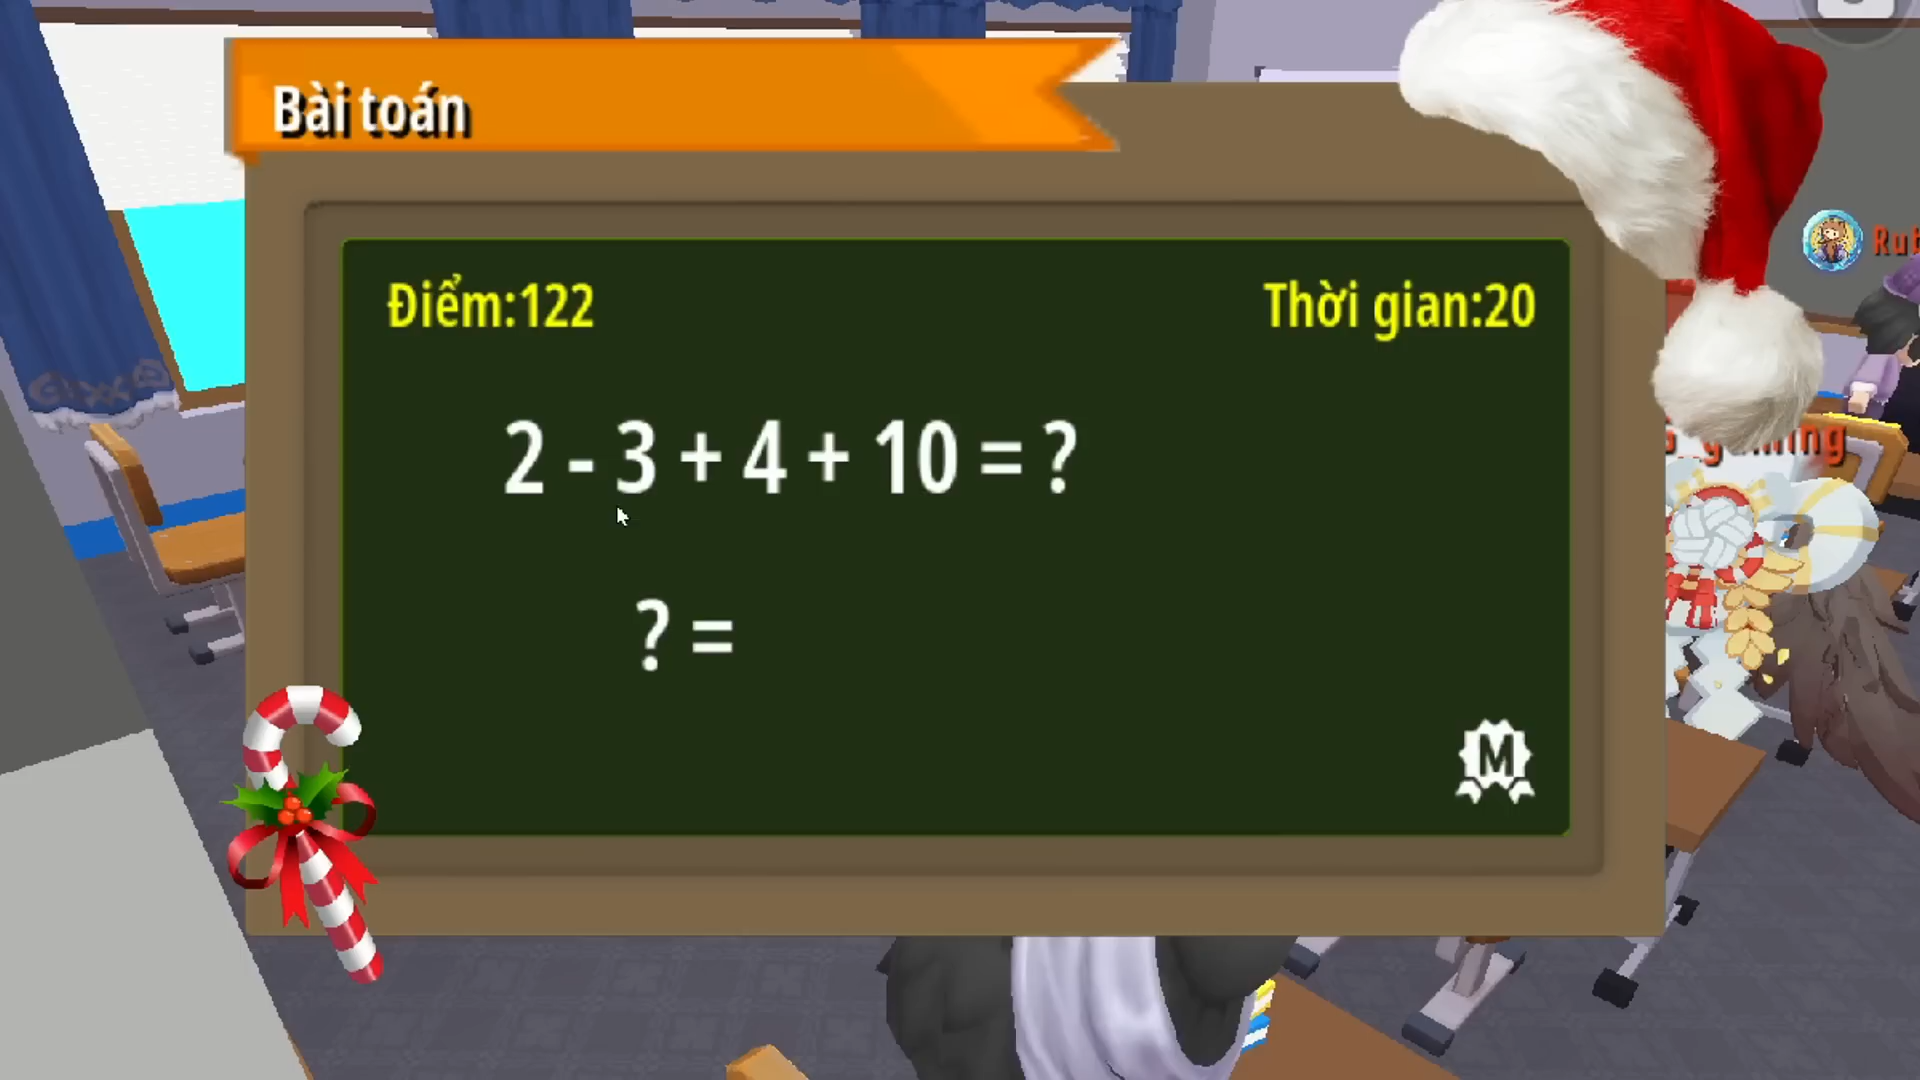 Bài toán
Điểm:122
Thời gian:20
2 - 3 + 4 + 10 = ?
? =
M